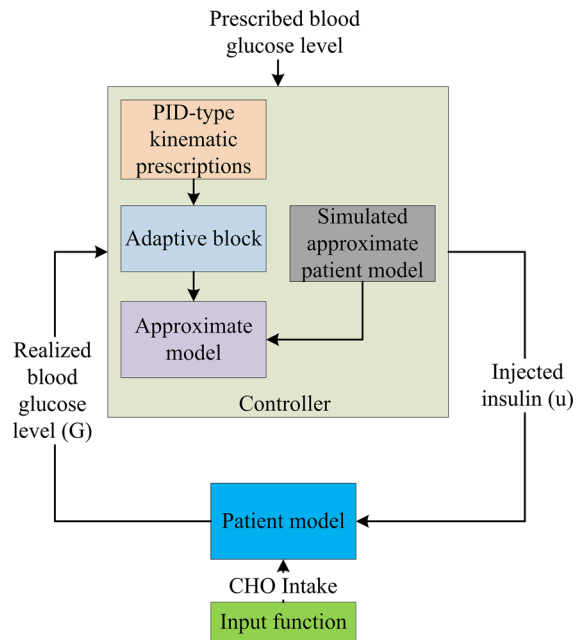 Prescribed blood
glucose level
PID-type
kinematic
prescriptions
Adaptive block
Simulated
approximate
patient model
Approximate
model
Controller
Realized
blood
glucose
level (G)
Injected
insulin (u)
Patient model
CHO Intake
Input function